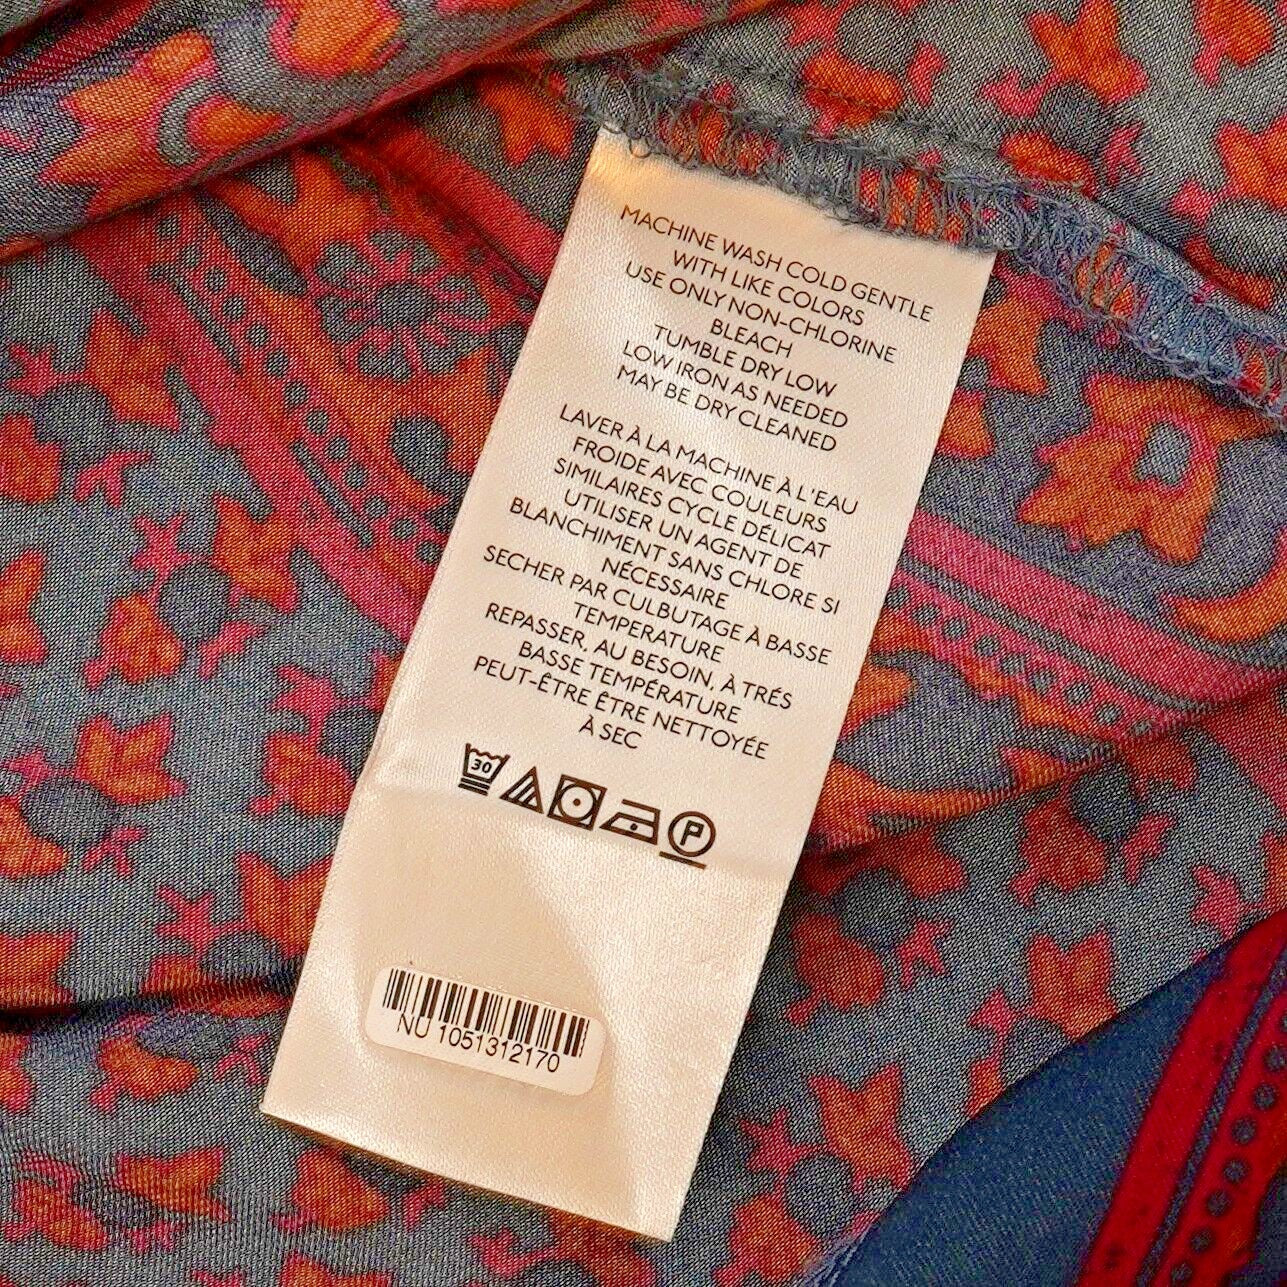 MACHINE WASH COLD GENTLE
WITH LIKE COLORS
USE ONLY NON-CHLORINE
BLEACH
TUMBLE DRY LOW
LOW IRON AS NEEDED
MAY BE DRY CLEANED
LAVER À LA MACHINE À L'EAU
FROIDE AVEC COULEURS
SIMILAIRES CYCLE DÉLICAT
UTILISER UN AGENT DE
BLANCHIMENT SANS CHLORE SI
NÉCESSAIRE
SECHER PAR CULBUTAGE À BASSE
TEMPERATURE
REPASSER, AU BESOIN, À TRÉS
BASSE TEMPÉRATURE
PEUT-ÊTRE ÊTRE NETTOYÉE
À SEC
30 P
NU 1051312170